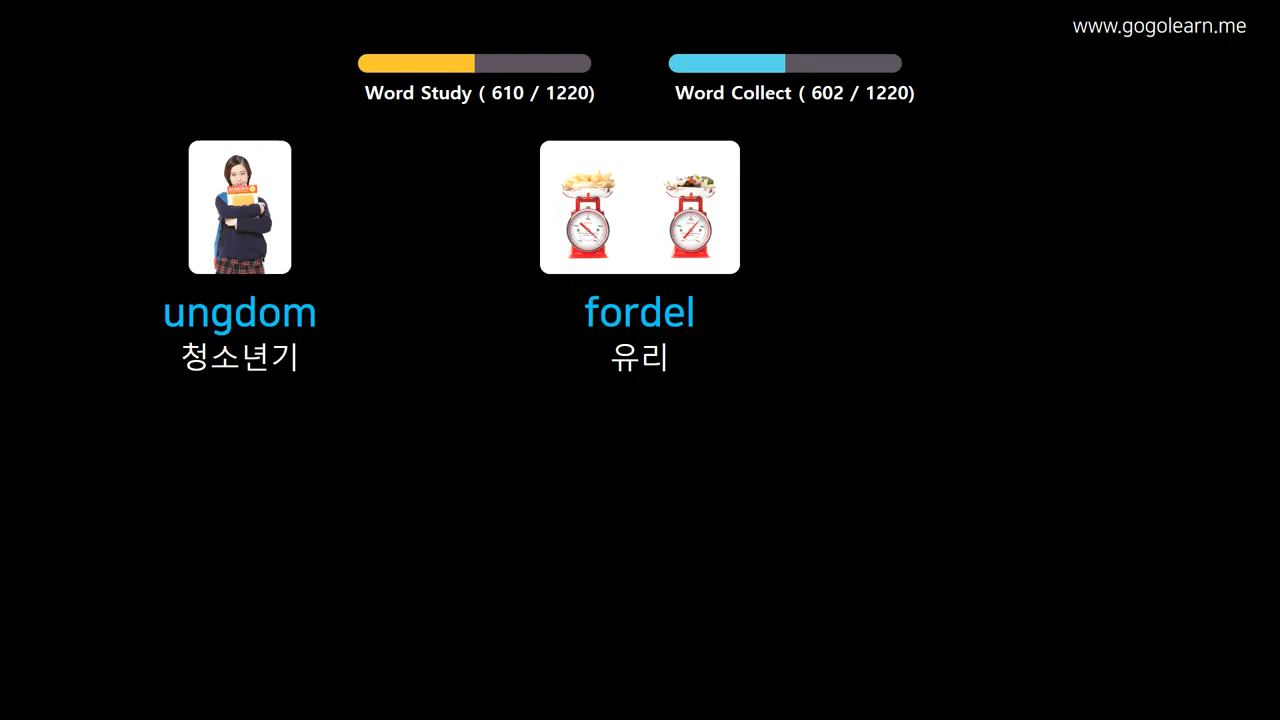 www.gogolearn.me
Word Study ( 610 / 1220)
Word Collect ( 602 / 1220)
ungdom
청소년기
fordel
유리